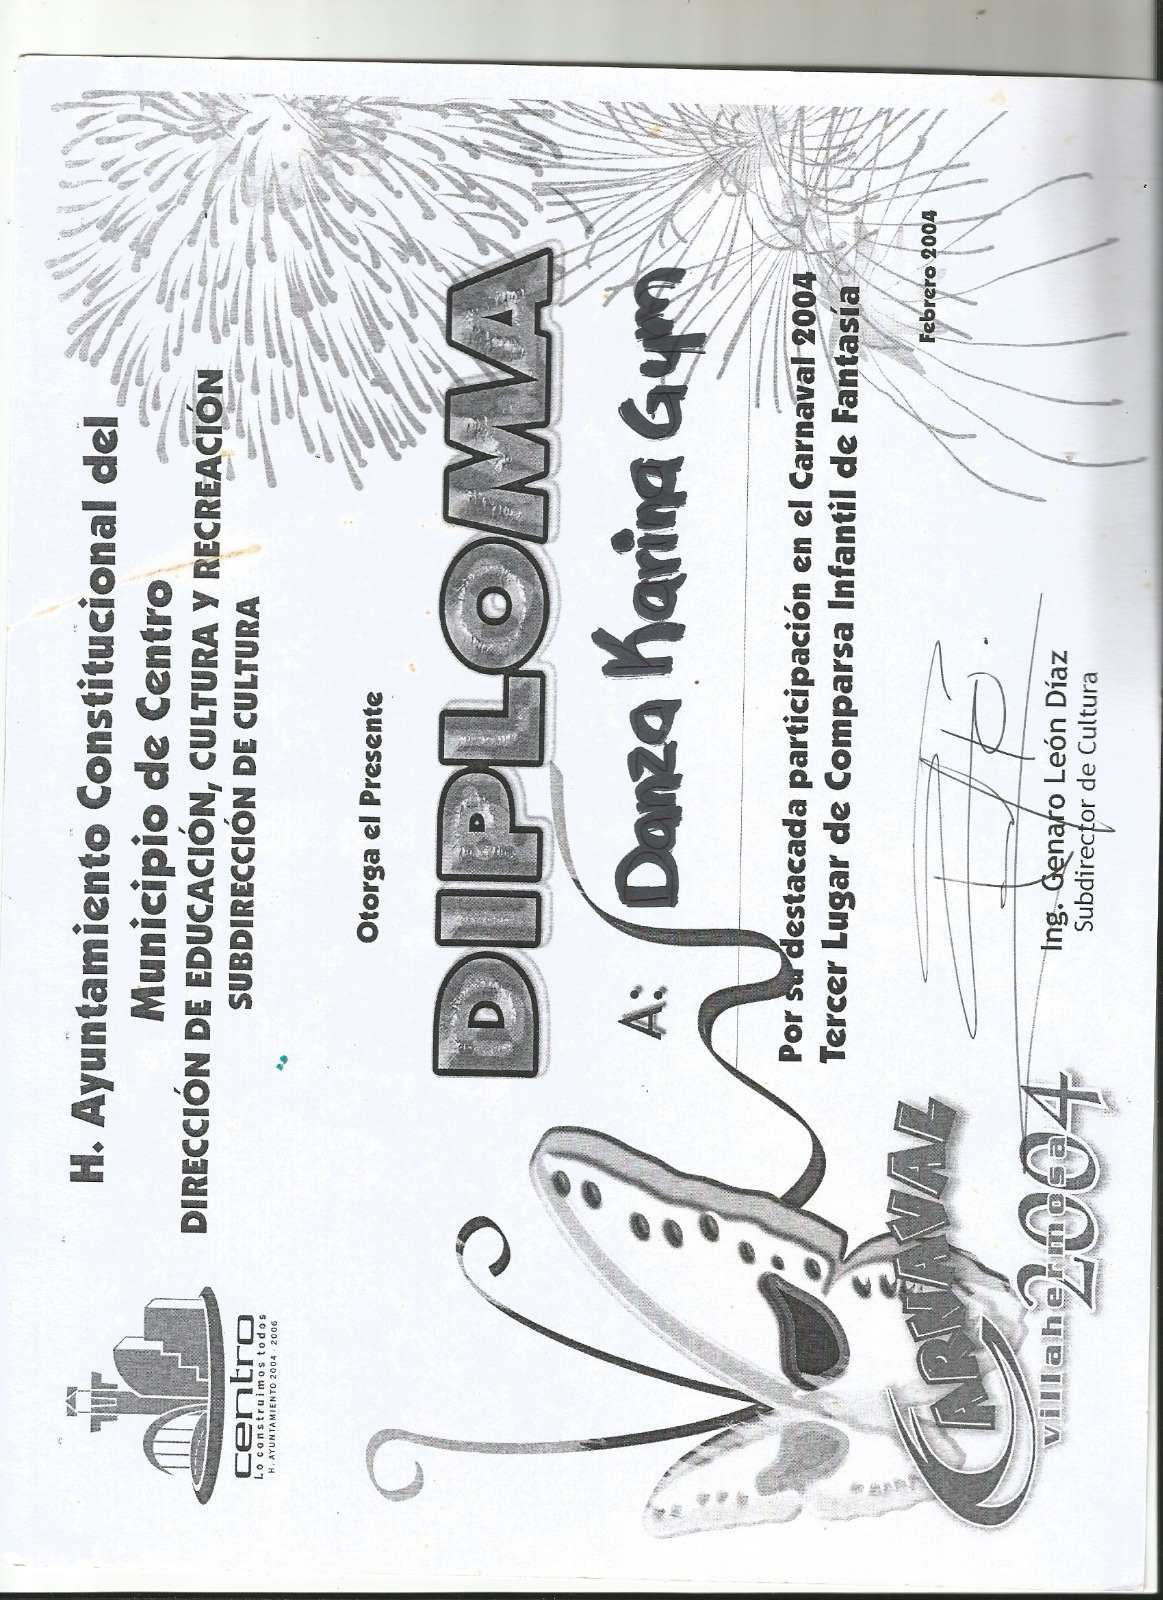 H. Ayuntamiento Constitucional del
Municipio de Centro
DIRECCIÓN DE EDUCACIÓN, CULTURA Y RECREACIÓN
SUBDIRECCIÓN DE CULTURA
centro
Lo construimos todos
H. AYUNTAMIENTO 2004 - 2006
Otorga el Presente
DIPLOMA
A: Danza Karina Gym
Por su destacada participación en el Carnaval 2004
Tercer Lugar de Comparsa Infantil de Fantasía
Febrero 2004
CARNAVAL
villahermosa
2004
Ing. Genaro León Díaz
Subdirector de Cultura